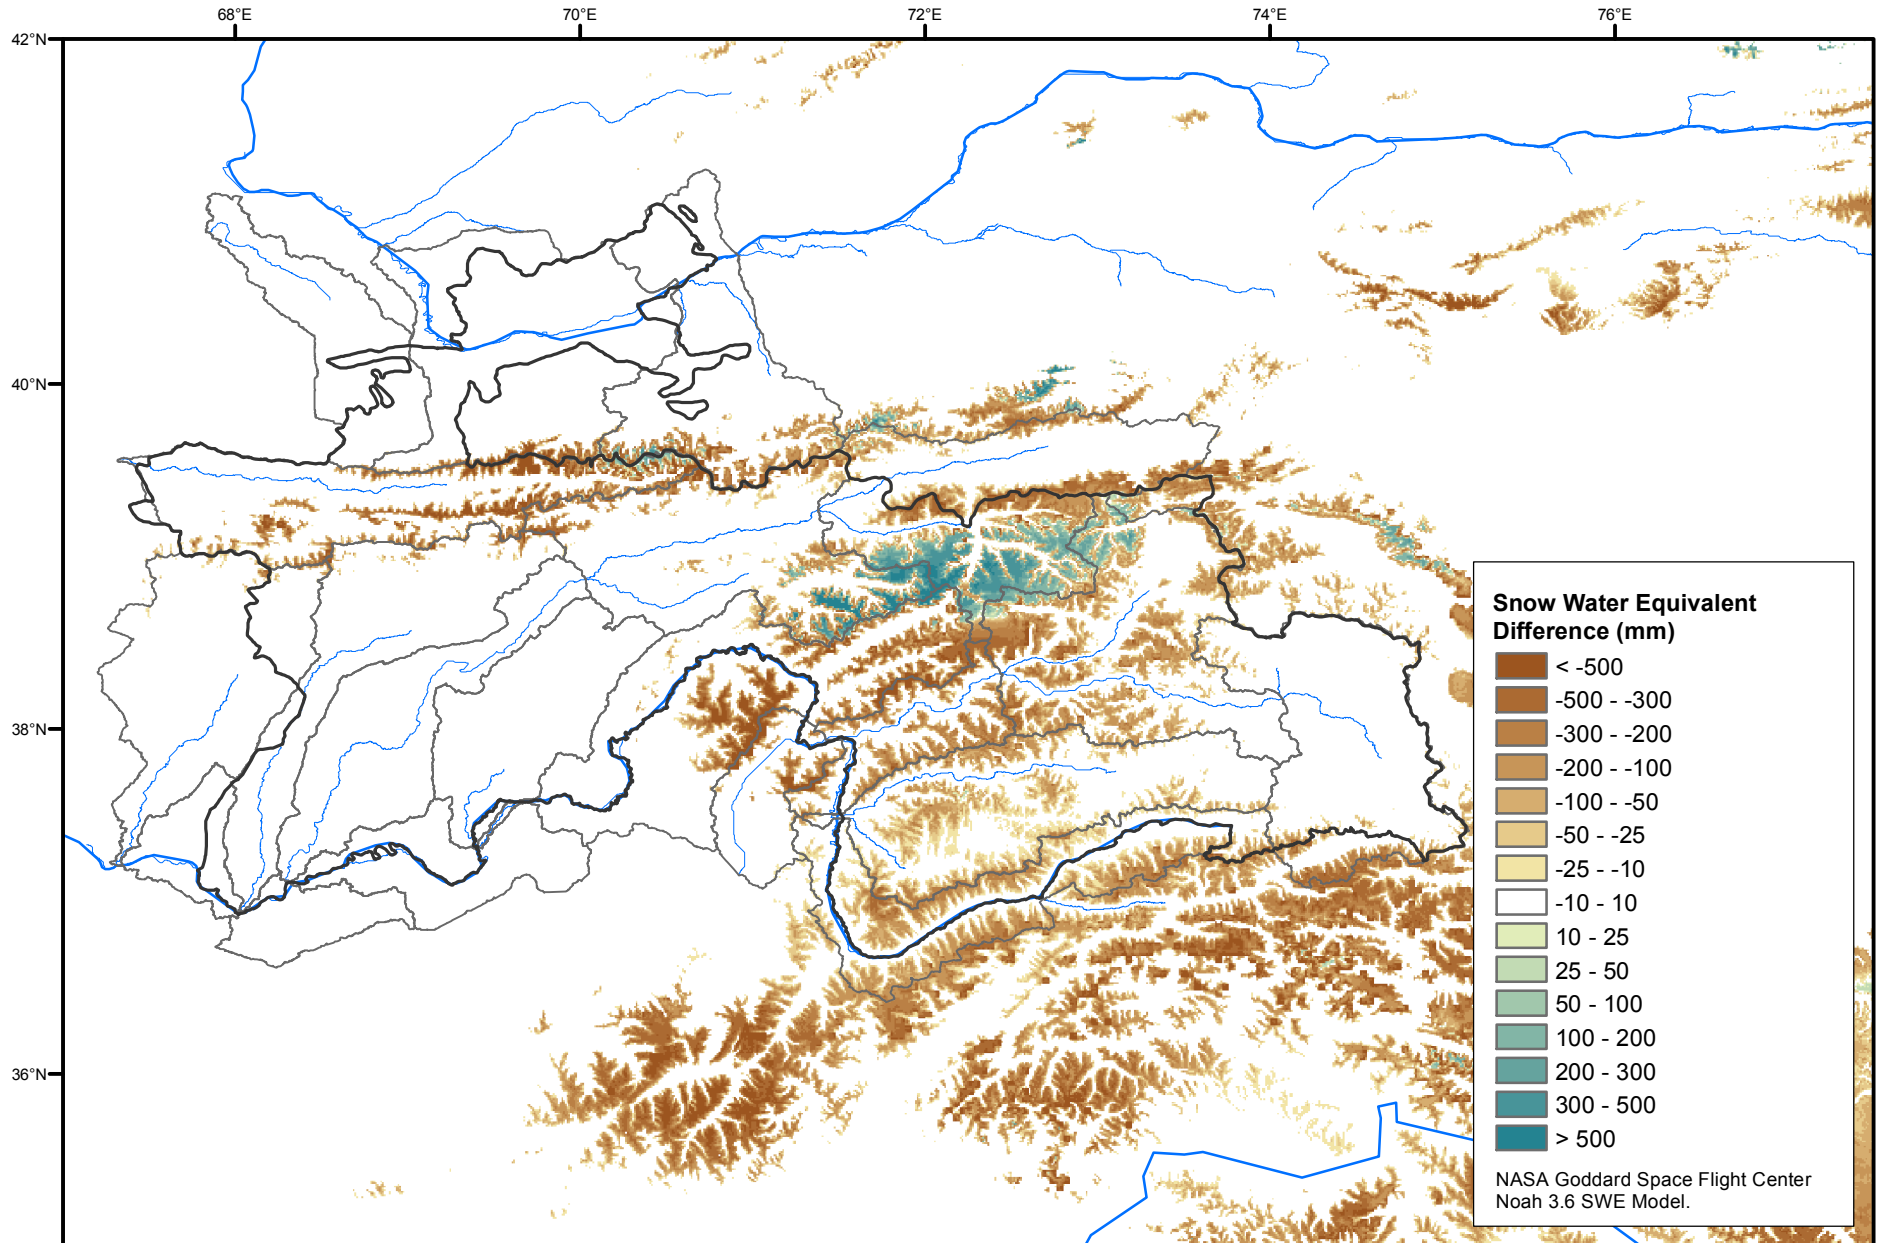 68°E
70°E
72°E
74°E
76°E
42°N
40°N
38°N
36°N
Snow Water Equivalent
Difference (mm)
< -500
-500 - -300
-300 - -200
-200 - -100
-100 - -50
-50 - -25
-25 - -10
-10 - 10
10 - 25
25 - 50
50 - 100
100 - 200
200 - 300
300 - 500
> 500
NASA Goddard Space Flight Center
Noah 3.6 SWE Model.